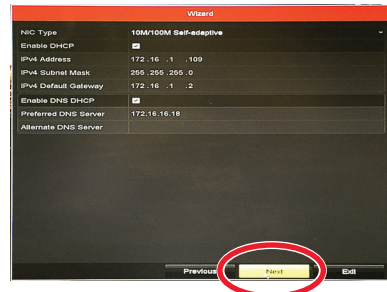 Wizard
NIC Type 10M/100M Self-adaptive
Enable DHCP
IPv4 Address 172.16 .1 .109
IPv4 Subnet Mask 255.255.255.0
IPv4 Default Gateway 172.16 .1 .2
Enable DNS DHCP
Preferred DNS Server 172.16.16.18
Alternate DNS Server
Previous Next Exit